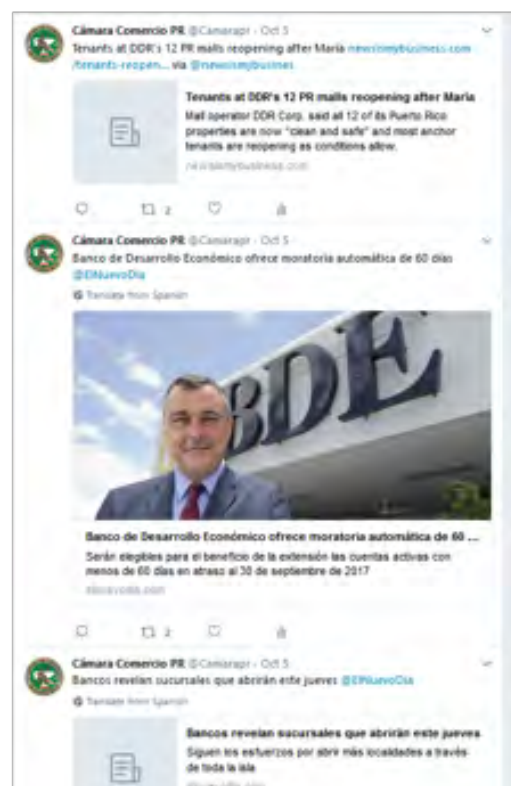 Cámara Comercio PR @Camarapr · Oct 5
Tenants at DDR's 12 PR malls reopening after Maria newsismybusiness.com
/tenants-reopen... via @newsismybusines
Tenants at DDR's 12 PR malls reopening after Maria
Mall operator DDR Corp. said all 12 of its Puerto Rico
properties are now "clean and safe" and most anchor
tenants are reopening as conditions allow.
newsismybusiness.com
2
Cámara Comercio PR @Camarapr · Oct 5
Banco de Desarrollo Económico ofrece moratoria automática de 60 días
@ElNuevoDia
Translate from Spanish
BDE
Banco de Desarrollo Económico ofrece moratoria automática de 60 ...
Serán elegibles para el beneficio de la extensión las cuentas activas con
menos de 60 días en atraso al 30 de septiembre de 2017
elnuevodia.com
2
Cámara Comercio PR @Camarapr · Oct 5
Bancos revelan sucursales que abrirán este jueves @ElNuevoDia
Translate from Spanish
Bancos revelan sucursales que abrirán este jueves
Siguen los esfuerzos por abrir más localidades a través
de toda la isla